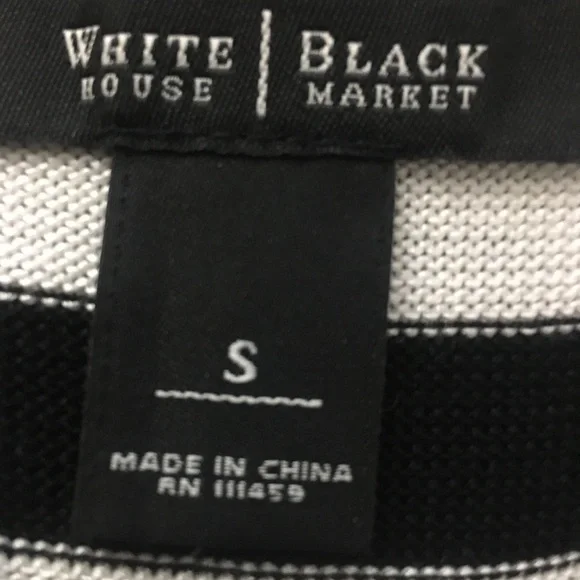 WHITE | BLACK
HOUSE | MARKET
S
MADE IN CHINA
RN 111459